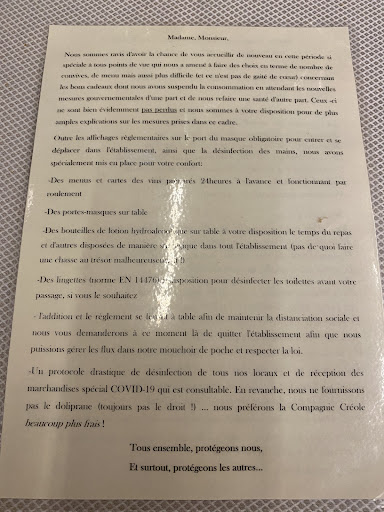 Madame, Monsieur,
Nous sommes ravis d'avoir la chance de vous accueillir de nouveau en cette période si
spéciale à tous points de vue qui nous a amené à faire des choix en terme de nombre de
convives, de menu mais aussi plus difficile (et ce n'est pas de gaité de cœur) concernant
les bons cadeaux dont nous avons suspendu la consommation en attendant les nouvelles
mesures gouvernementales d'une part et de nous refaire une santé d'autre part. Ceux -ci
ne sont bien évidemment pas perdus et nous sommes à votre disposition pour de plus
amples explications sur les mesures prises dans ce cadre.
Outre les affichages réglementaires sur le port du masque obligatoire pour entrer et se
déplacer dans l'établissement, ainsi que la désinfection des mains, nous avons
spécialement mis en place pour votre confort:
-Des menus et cartes des vins 24heures à l'avance et fonctionnant par
roulement
-Des portes-masques sur table
-Des bouteilles de lotion sur table à votre disposition le temps du repas
et d'autres disposées de manière dans tout l'établissement (pas de quoi faire
une chasse au trésor malheureusement !)
-Des lingettes (norme EN 14476) disposition pour désinfecter les toilettes avant votre
passage, si vous le souhaitez
- l'addition et le règlement se à table afin de maintenir la distanciation sociale et
nous vous demanderons à ce moment là de quitter l'établissement afin que nous
puissions gérer les flux dans notre mouchoir de poche et respecter la loi.
-Un protocole drastique de désinfection de tous nos locaux et de réception des
marchandises spécial COVID-19 qui est consultable. En revanche, nous ne fournissons
pas le doliprane (toujours pas le droit !) ... nous préférons la Compagnie Créole
beaucoup plus frais !
Tous ensemble, protégeons nous,
Et surtout, protégeons les autres...